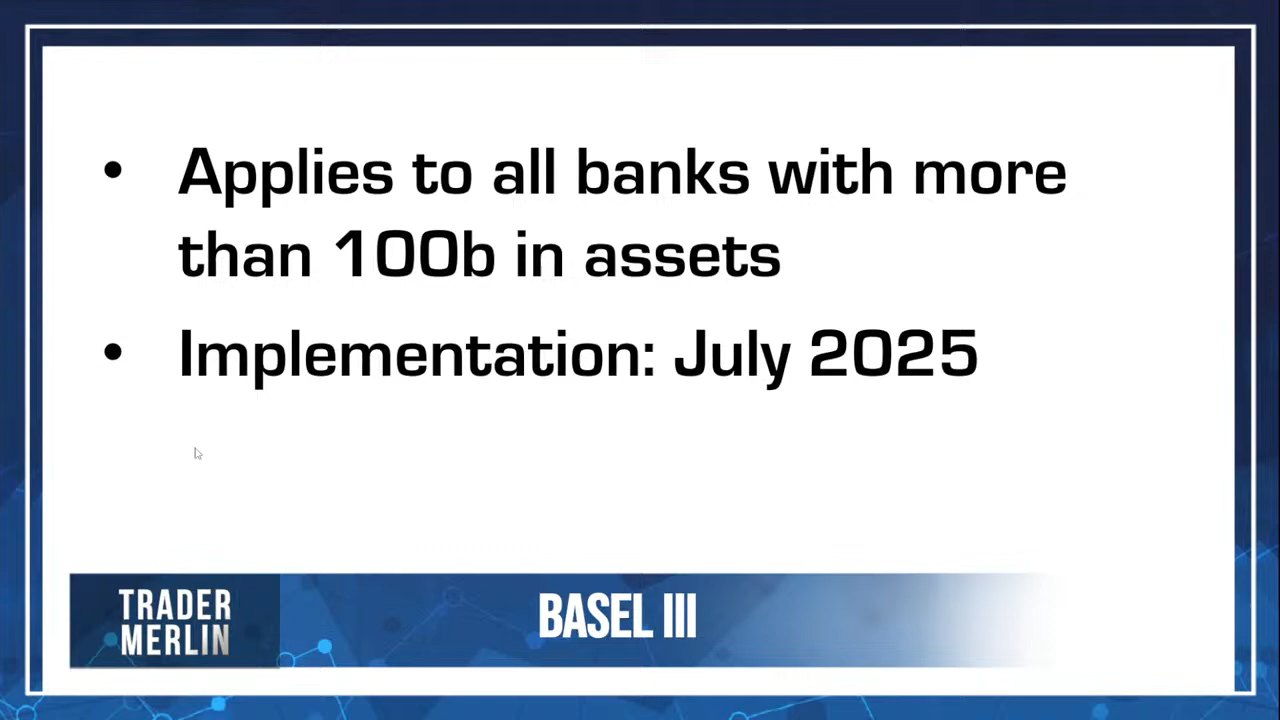 • Applies to all banks with more
than 100b in assets
• Implementation: July 2025
TRADER
MERLIN
BASEL III